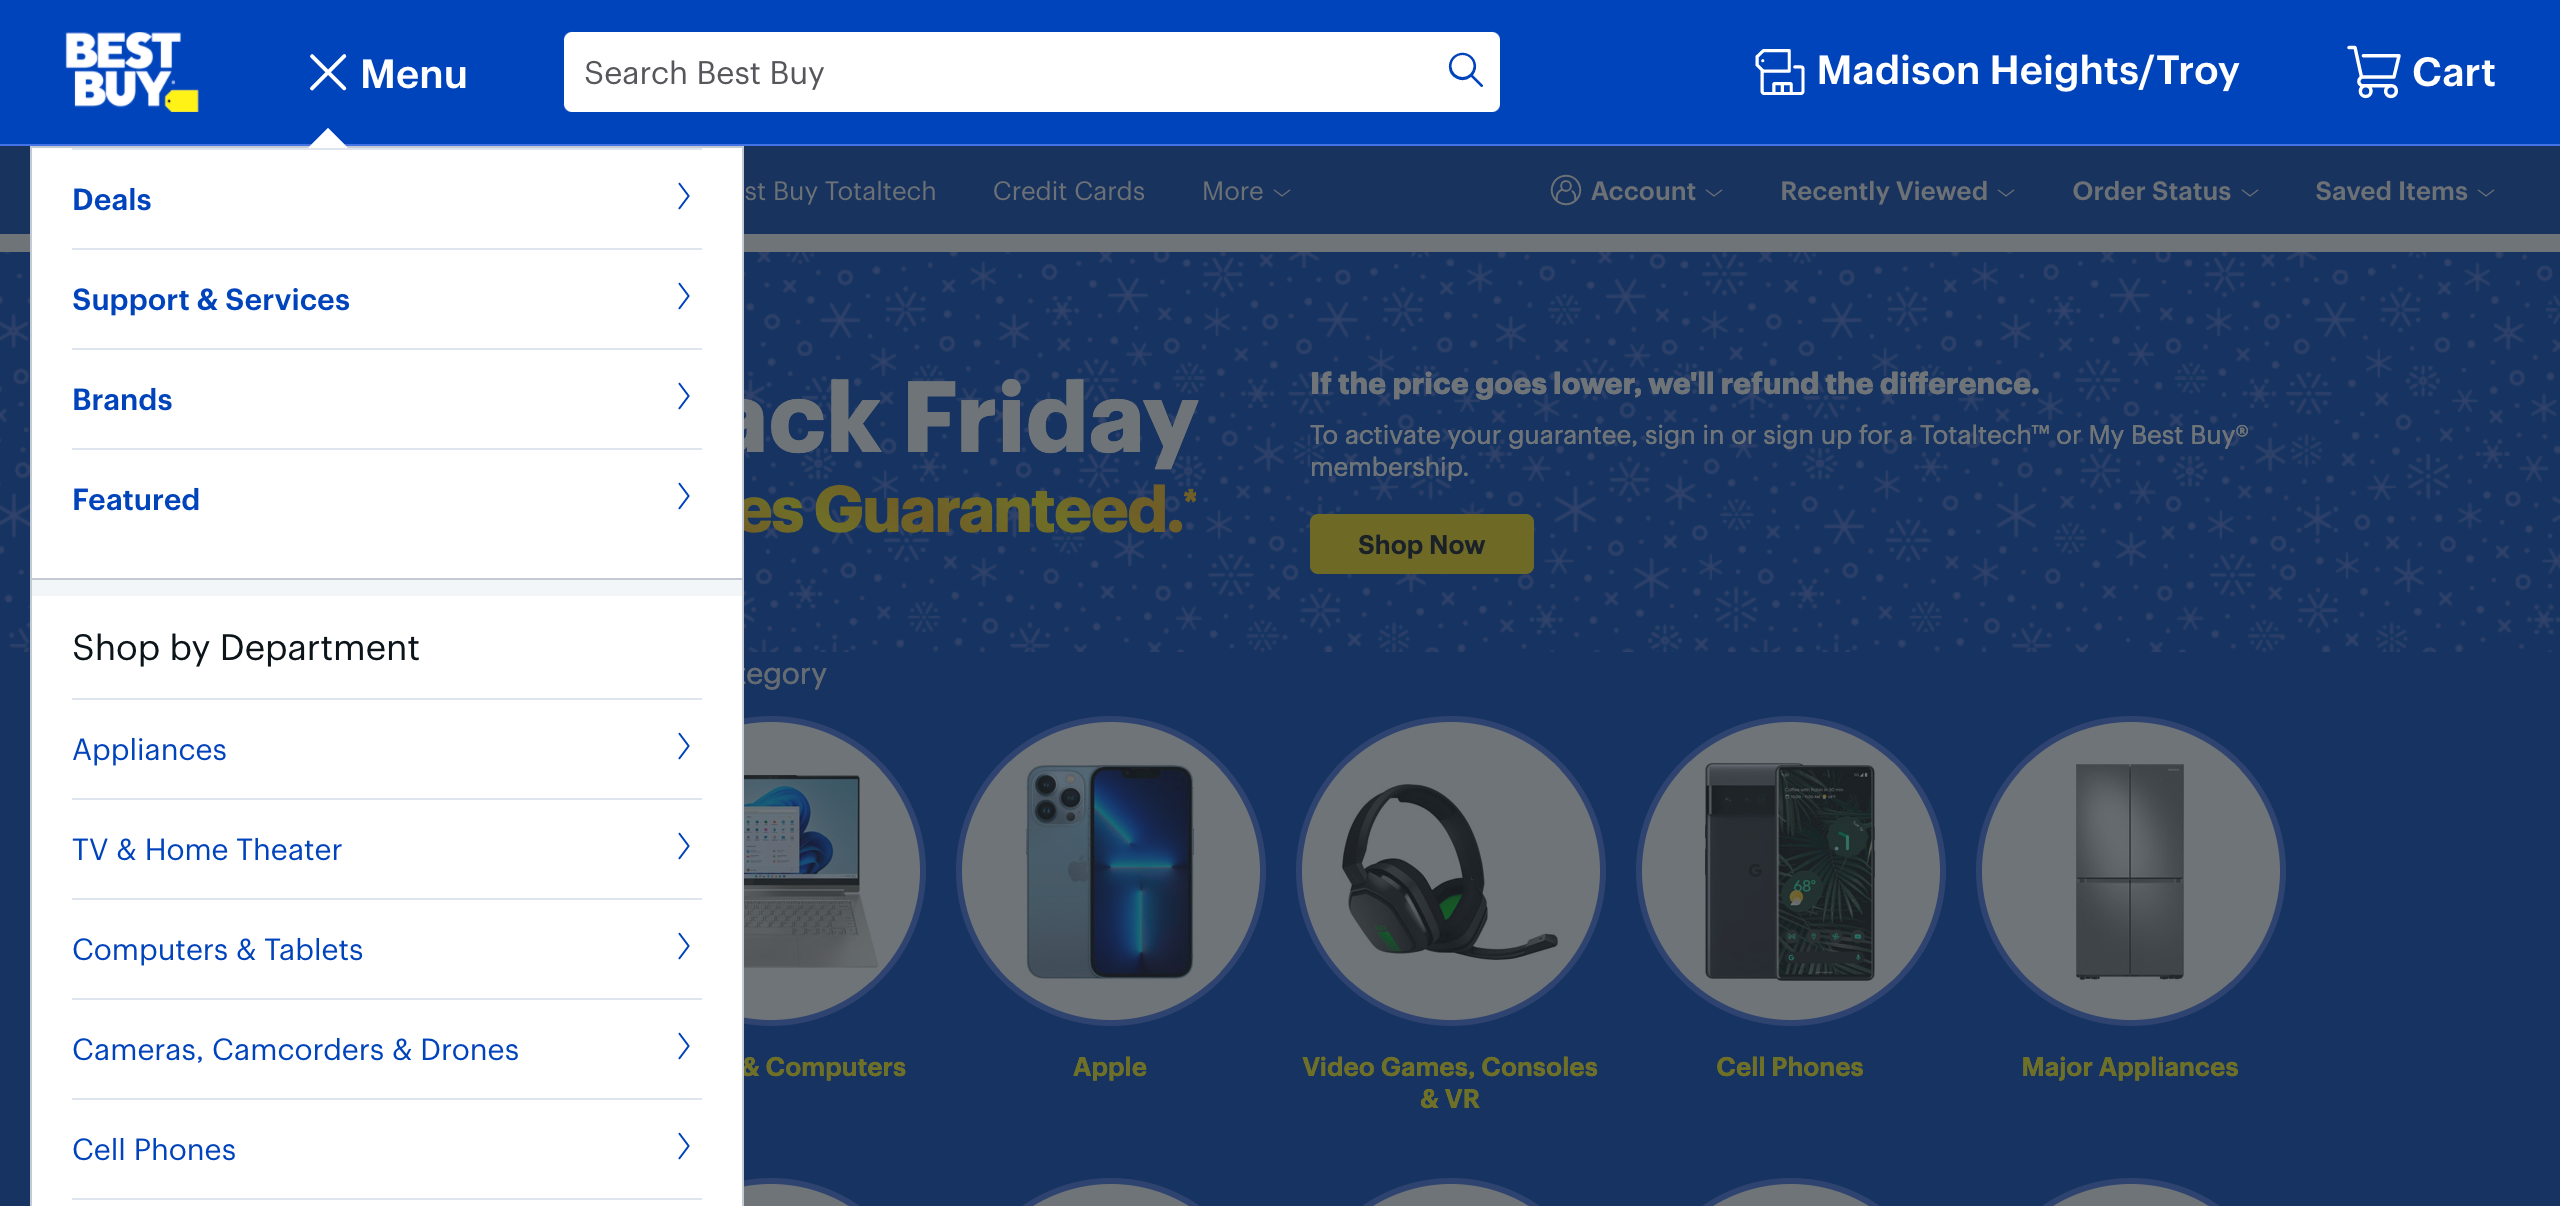 BEST
BUY
Menu
Search Best Buy
Madison Heights/Troy
Cart
Deals
Support & Services
Brands
Featured
Shop by Department
Appliances
TV & Home Theater
Computers & Tablets
Cameras, Camcorders & Drones
Cell Phones
st Buy Totaltech
Credit Cards
More
Account
Recently Viewed
Order Status
Saved Items
ack Friday
es Guaranteed.*
If the price goes lower, we'll refund the difference.
To activate your guarantee, sign in or sign up for a Totaltech™ or My Best Buy®
membership.
Shop Now
tegory
& Computers
Apple
Video Games, Consoles
& VR
Cell Phones
Major Appliances
68°